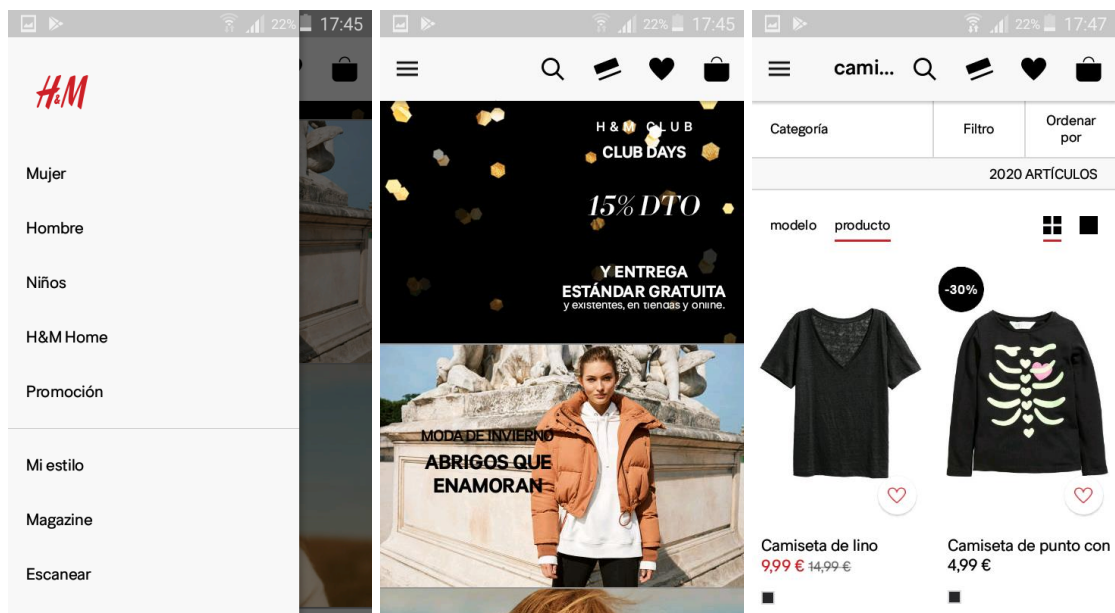 22% 17:45
H&M
Mujer
Hombre
Niños
H&M Home
Promoción
Mi estilo
Magazine
Escanear
22% 17:45
H&M CLUB
CLUB DAYS
15% DTO
Y ENTREGA
ESTÁNDAR GRATUITA
y existentes, en tiendas y online.
MODA DE INVIERNO
ABRIGOS QUE
ENAMORAN
22% 17:47
cami...
Categoría
Filtro
Ordenar
por
2020 ARTÍCULOS
modelo producto
-30%
Camiseta de lino
9,99 € 14,99 €
Camiseta de punto con
4,99 €